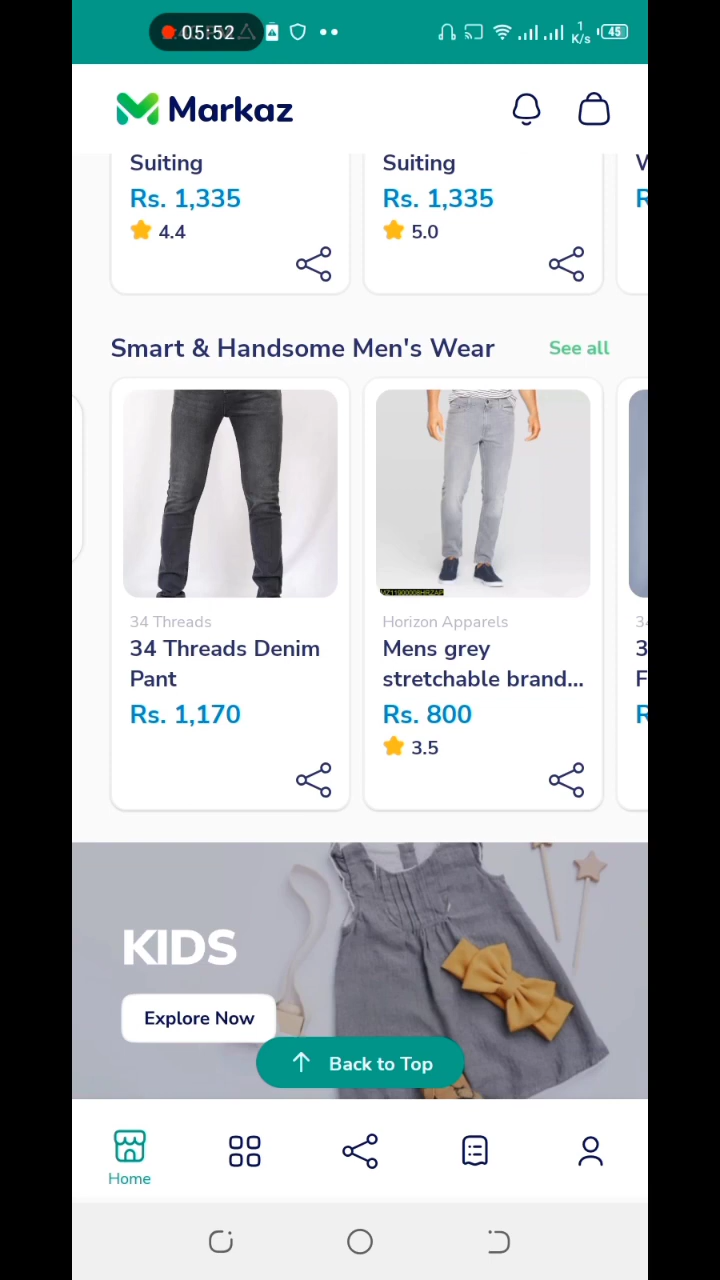 05:52
1
K/s
45
Markaz
Suiting
Rs. 1,335
4.4
Suiting
Rs. 1,335
5.0
Smart & Handsome Men's Wear
See all
34 Threads
34 Threads Denim
Pant
Rs. 1,170
Horizon Apparels
Mens grey
stretchable brand...
Rs. 800
3.5
KIDS
Explore Now
Back to Top
Home